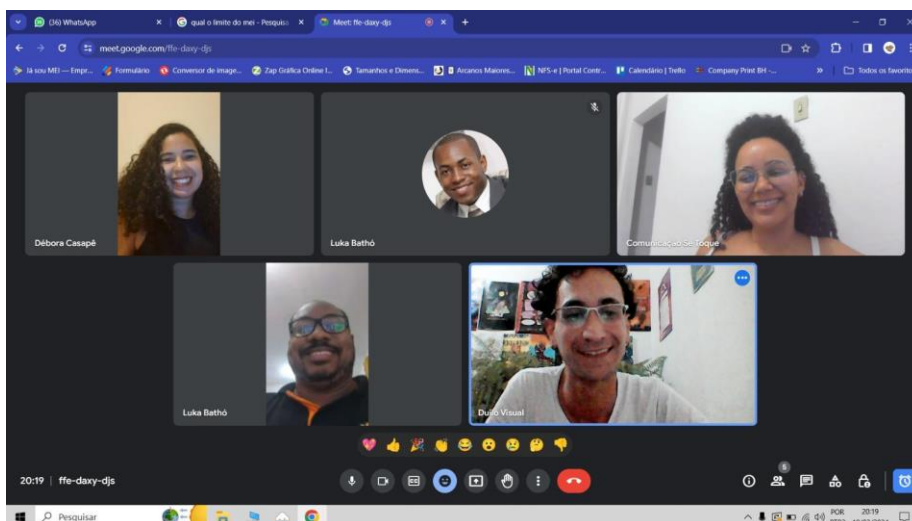 (36) WhatsApp
qual o limite do mei - Pesquis
Meet: ffe-daxy-djs
meet.google.com/ffe-daxy-djs
Já sou MEI — Empr...
Formulário
Conversor de image...
Zap Gráfica Online I...
Tamanhos e Dimens...
Arcanos Maiores...
NFS-e | Portal Contr...
Calendário | Trello
Company Print BH -...
Todos os favorito
Débora Casapê
Luka Bathó
Comunicação Se Toque
Luka Bathó
Duilo Visual
20:19 | ffe-daxy-djs
5
Pesquisar
POR
20:19